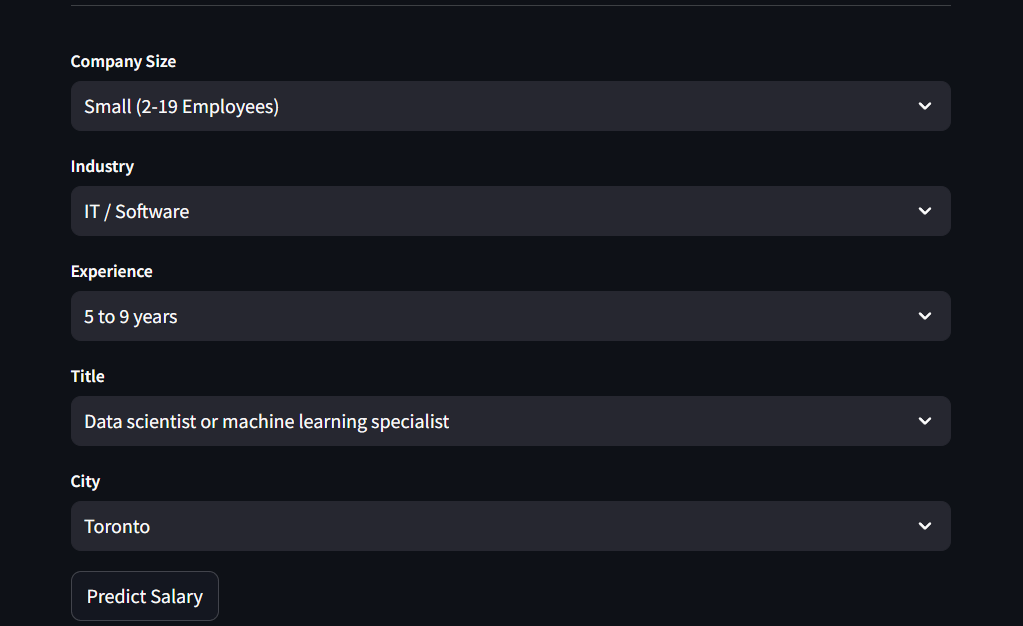 Company Size
Small (2-19 Employees)
Industry
IT / Software
Experience
5 to 9 years
Title
Data scientist or machine learning specialist
City
Toronto
Predict Salary